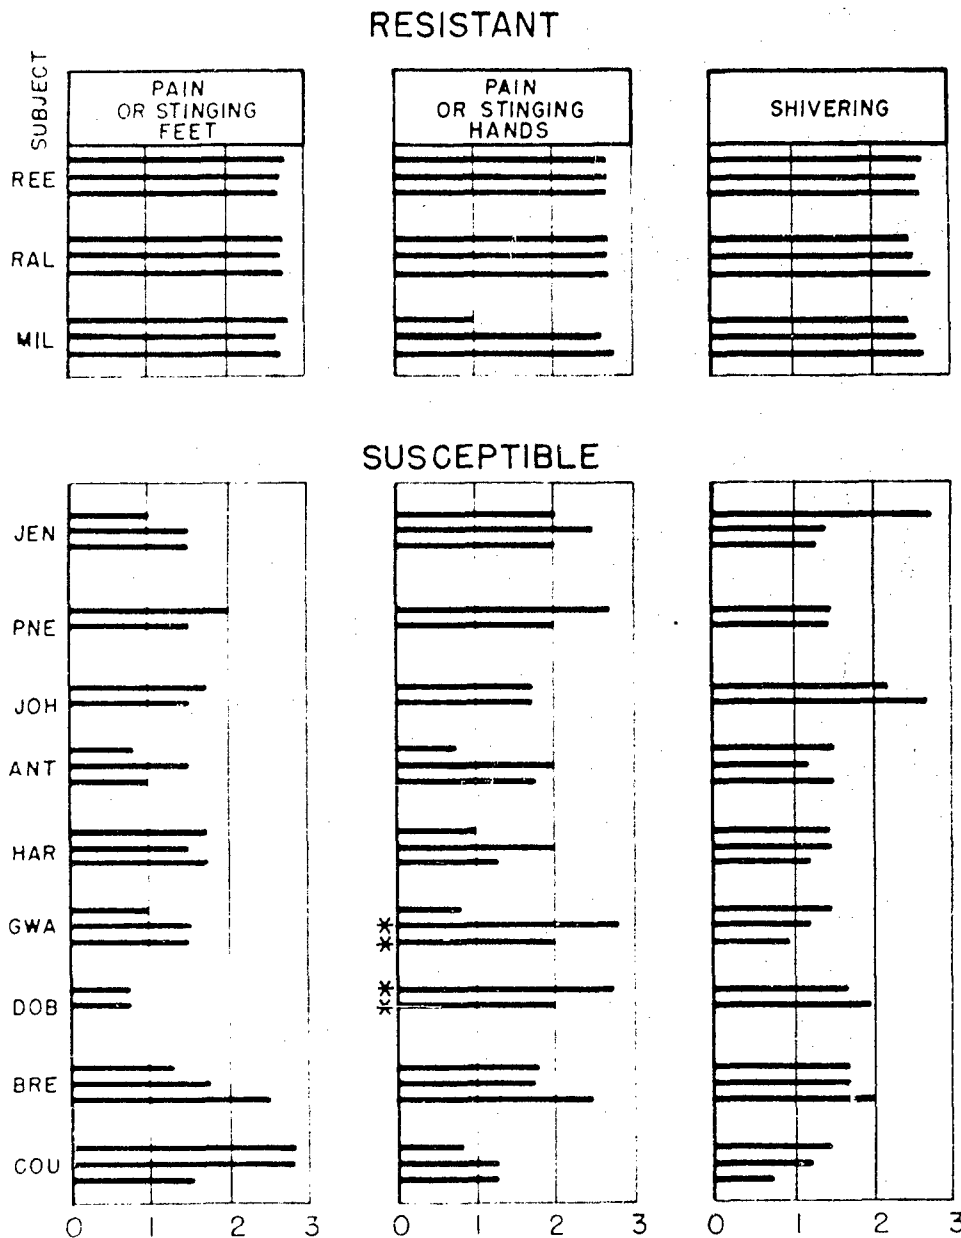 RESISTANT
SUBJECT
PAIN
OR STINGING
FEET
PAIN
OR STINGING
HANDS
SHIVERING
REE
RAL
MIL
SUSCEPTIBLE
JEN
PNE
JOH
ANT
HAR
GWA
*
*
DOB
*
*
BRE
COU
0 1 2 3
0 1 2 3
0 1 2 3